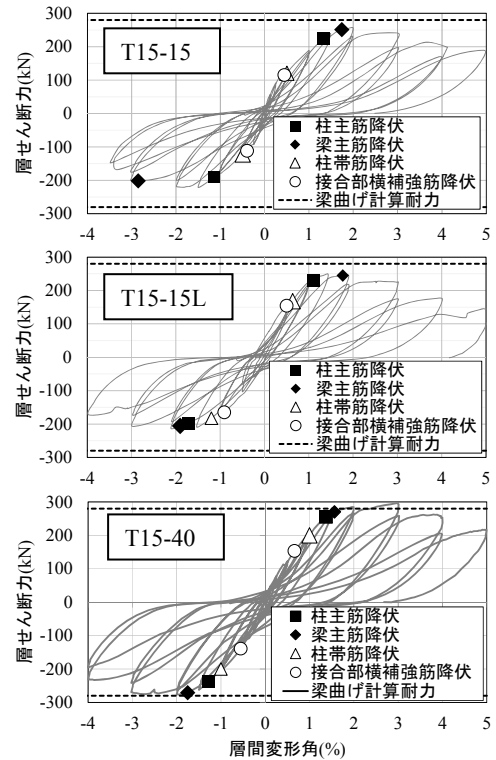 300
200
100
0
-100
-200
-300
層せん断力(kN)
T15-15
柱主筋降伏
梁主筋降伏
柱帯筋降伏
接合部横補強筋降伏
梁曲げ計算耐力
-4 -3 -2 -1 0 1 2 3 4 5
300
200
100
0
-100
-200
-300
層せん断力(kN)
T15-15L
柱主筋降伏
梁主筋降伏
柱帯筋降伏
接合部横補強筋降伏
梁曲げ計算耐力
-4 -3 -2 -1 0 1 2 3 4 5
300
200
100
0
-100
-200
-300
層せん断力(kN)
T15-40
柱主筋降伏
梁主筋降伏
柱帯筋降伏
接合部横補強筋降伏
梁曲げ計算耐力
-4 -3 -2 -1 0 1 2 3 4 5
層間変形角(%)